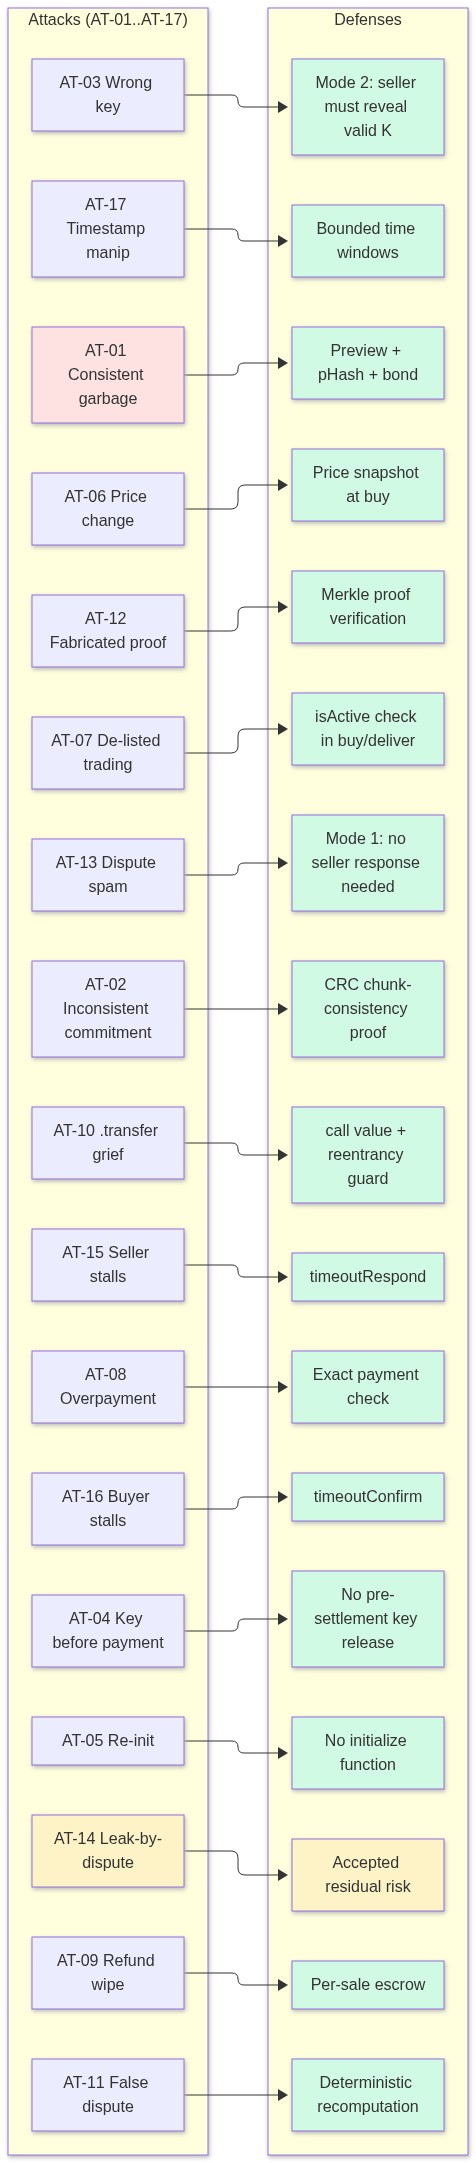 Attacks (AT-01..AT-17)
Defenses
AT-03 Wrong
key
Mode 2: seller
must reveal
valid K
AT-17
Timestamp
manip
Bounded time
windows
AT-01
Consistent
garbage
Preview +
pHash + bond
AT-06 Price
change
Price snapshot
at buy
AT-12
Fabricated proof
Merkle proof
verification
AT-07 De-listed
trading
isActive check
in buy/deliver
AT-13 Dispute
spam
Mode 1: no
seller response
needed
AT-02
Inconsistent
commitment
CRC chunk-
consistency
proof
AT-10 .transfer
grief
call value +
reentrancy
guard
AT-15 Seller
stalls
timeoutRespond
AT-08
Overpayment
Exact payment
check
AT-16 Buyer
stalls
timeoutConfirm
AT-04 Key
before payment
No pre-
settlement key
release
AT-05 Re-init
No initialize
function
AT-14 Leak-by-
dispute
Accepted
residual risk
AT-09 Refund
wipe
Per-sale escrow
AT-11 False
dispute
Deterministic
recomputation